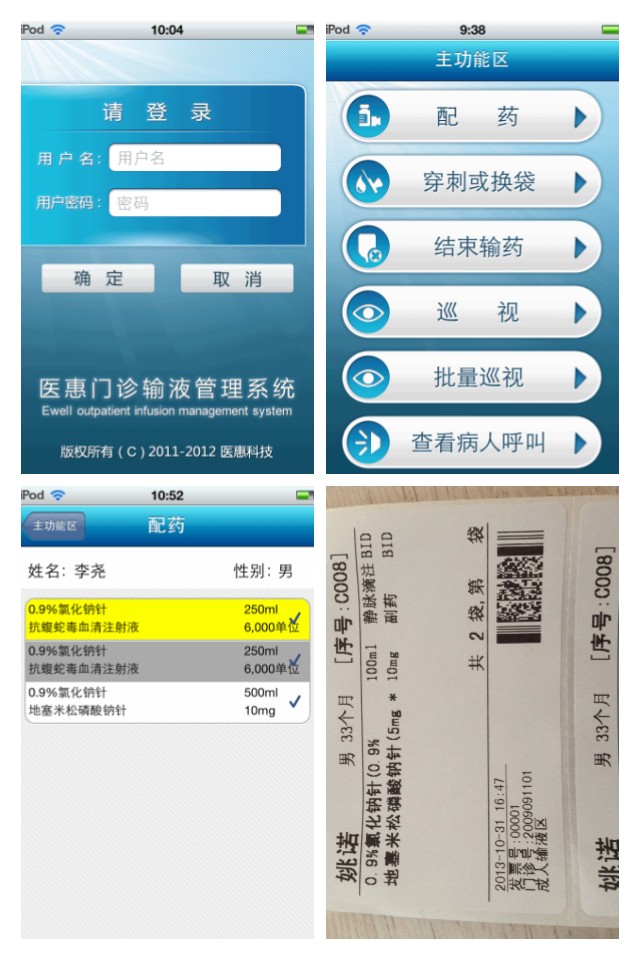 iPod
10:04
请 登 录
用户名:
用户名
用户密码:
密码
确 定
取 消
医惠门诊输液管理系统
Ewell outpatient infusion management system
版权所有 ( C ) 2011-2012 医惠科技
iPod
9:38
主功能区
配 药
穿刺或换袋
结束输药
巡 视
批量巡视
查看病人呼叫
iPod
10:52
主功能区
配药
姓名: 李尧
性别: 男
0.9%氯化钠针 250ml
抗蝮蛇毒血清注射液 6,000单位
0.9%氯化钠针 250ml
抗蝮蛇毒血清注射液 6,000单位
0.9%氯化钠针 500ml
地塞米松磷酸钠针 10mg
姚诺 男 33个月 [序号:C008]
0.9%氯化钠针(0.9% 100ml 静脉滴注 BID
地塞米松磷酸钠针(5mg * 10mg 副药 BID
共 2 袋,第 袋
2013-10-31 16:47
发票号:00001
门诊号:2009091101
成人输液区
姚诺 男 33个月 [序号:C008]